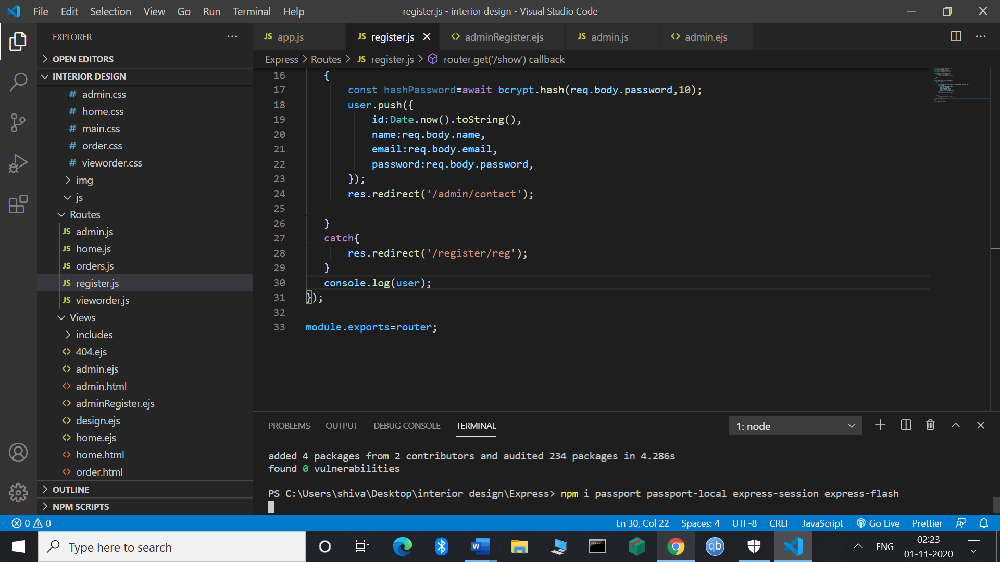 File Edit Selection View Go Run Terminal Help register.js - interior design - Visual Studio Code
EXPLORER
OPEN EDITORS
INTERIOR DESIGN
# admin.css
# home.css
# main.css
# order.css
# vieworder.css
img
js
Routes
JS admin.js
JS home.js
JS orders.js
JS register.js
JS vieworder.js
Views
includes
<> 404.ejs
<> admin.ejs
<> admin.html
<> adminRegister.ejs
<> design.ejs
<> home.ejs
<> home.html
<> order.html
OUTLINE
NPM SCRIPTS
JS app.js JS register.js <> adminRegister.ejs JS admin.js <> admin.ejs
Express > Routes > JS register.js > router.get('/show') callback
16 {
17 const hashPassword=await bcrypt.hash(req.body.password,10);
18 user.push({
19 id:Date.now().toString(),
20 name:req.body.name,
21 email:req.body.email,
22 password:req.body.password,
23 });
24 res.redirect('/admin/contact');
25
26 }
27 catch{
28 res.redirect('/register/reg');
29 }
30 console.log(user);
31 });
32
33 module.exports=router;
PROBLEMS OUTPUT DEBUG CONSOLE TERMINAL 1: node
added 4 packages from 2 contributors and audited 234 packages in 4.286s
found 0 vulnerabilities
PS C:\Users\shiva\Desktop\interior design\Express> npm i passport passport-local express-session express-flash
0 0 Ln 30, Col 22 Spaces: 4 UTF-8 CRLF JavaScript Go Live Prettier
Type here to search W qb ENG 02:23
01-11-2020